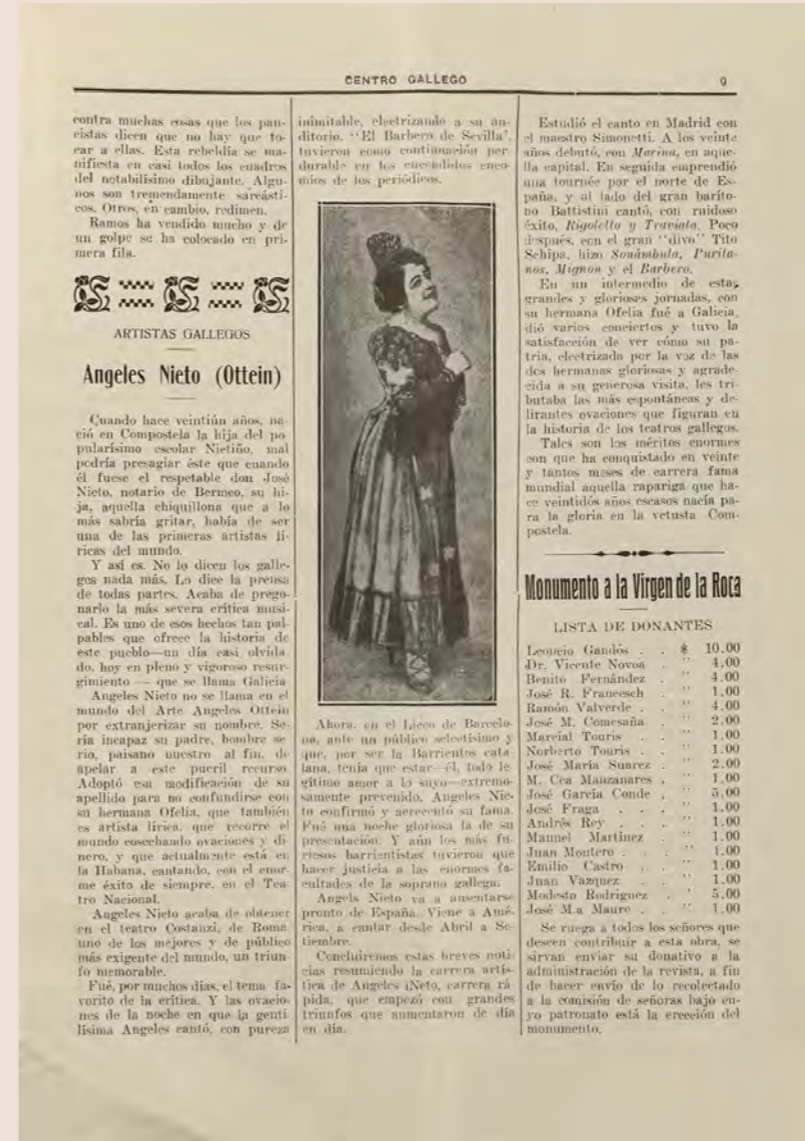 CENTRO GALLEGO 9
contra muchas cosas que los pan-
cistas dicen que no hay que to-
car a ellas. Esta rebeldía se ma-
nifiesta en casi todos los cuadros
del notabilísimo dibujante. Algu-
nos son tremendamente sarcásti-
cos. Otros, en cambio, redimen.
Ramos ha vendido mucho y de
un golpe se ha colocado en pri-
mera fila.
ARTISTAS GALLEGOS
Angeles Nieto (Ottein)
Cuando hace veintiún años, na-
ció en Compostela la hija del po
pularísimo escolar Nietiño, mal
podría presagiar éste que cuando
él fuese el respetable don José
Nieto, notario de Bermeo, su hi-
ja, aquella chiquillona que a lo
más sabría gritar, había de ser
una de las primeras artistas lí-
ricas del mundo.
Y así es. No lo dicen los galle-
gos nada más. Lo dice la prensa
de todas partes. Acaba de prego-
narlo la más severa crítica musi-
cal. Es uno de esos hechos tan pal-
pables que ofrece la historia de
este pueblo—un día casi olvida
do, hoy en pleno y vigoroso resur-
gimiento — que se llama Galicia
Angeles Nieto no se llama en el
mundo del Arte Angeles Ottein
por extranjerizar su nombre. Se-
ría incapaz su padre, hombre se-
rio, paisano nuestro al fin, de
apelar a este pueril recurso.
Adoptó esa modificación de su
apellido para no confundirse con
su hermana Ofelia, que también
es artista lírica, que recorre el
mundo cosechando ovaciones y di-
nero, y que actualmente está en
la Habana, cantando, con el enor-
me éxito de siempre, en el Tea-
tro Nacional.
Angeles Nieto acaba de obtener
en el teatro Costanzi, de Roma
uno de los mejores y de público
más exigente del mundo, un triun-
fo memorable.
Fué, por muchos días, el tema fa-
vorito de la crítica. Y las ovacio-
nes de la noche en que la genti
lísima Angeles cantó, con pureza
inimitable, electrizando a su au-
ditorio, "El Barbero de Sevilla",
tuvieron como continuación per-
durable en los encendidos enco-
mios de los periódicos.
Ahora, en el Liceo de Barcelo-
na, ante un público selectísimo y
que, por ser la Barrientos cata-
lana, tenía que estar—él, todo le-
gítimo amor a lo suyo—extremo-
samente prevenido, Angeles Nie-
to confirmó y acrecentó su fama.
Fué una noche gloriosa la de su
presentación. Y aún los más fu-
riosos barrientistas tuvieron que
hacer justicia a las enormes fa-
cultades de la soprano gallega.
Angels Nieto va a ausentarse
pronto de España. Viene a Amé-
rica, a cantar desde Abril a Se-
tiembre.
Concluiremos estas breves noti-
cias resumiendo la carrera artís-
tica de Angeles iNeto, carrera rá-
pida, que empezó con grandes
triunfos que aumentaron de día
en día.
Estudió el canto en Madrid con
el maestro Simonetti. A los veinte
años debutó, con Marina, en aque-
lla capital. En seguida emprendió
una tournée por el norte de Es-
paña, y al lado del gran baríto-
no Battistini cantó, con ruidoso
éxito, Rigoletto y Traviata. Poco
después, con el gran "divo" Tito
Schipa, hizo Sonámbula, Purita-
nos, Mignon y el Barbero.
En un intermedio de estas
grandes y glorioses jornadas, con
su hermana Ofelia fué a Galicia,
dió varios conciertos y tuvo la
satisfacción de ver cómo su pa-
tria, electrizada por la voz de las
dos hermanas gloriosas y agrade-
cida a su generosa visita, les tri-
butaba las más espontáneas y de-
lirantes ovaciones que figuran en
la historia de los teatros gallegos.
Tales son los méritos enormes
con que ha conquistado en veinte
y tantos meses de carrera fama
mundial aquella rapariga que ha-
ce veintidós años escasos nacía pa-
ra la gloria en la vetusta Com-
postela.
Monumento a la Virgen de la Roca
LISTA DE DONANTES
Leoncio Gandós . . $ 10.00
Dr. Vicente Novoa . " 4.00
Benito Fernández . " 4.00
José R. Francesch . " 1.00
Ramón Valverde . . " 4.00
José M. Comesaña . " 2.00
Marcial Touris . " 1.00
Norberto Touris . " 1.00
José María Suarez . " 2.00
M. Cea Manzanares . " 1.00
José García Conde . " 5.00
José Fraga . . . " 1.00
Andrés Rey . . . " 1.00
Manuel Martínez . " 1.00
Juan Montero . . . " 1.00
Emilio Castro . . " 1.00
Juan Vazquez . " 1.00
Modesto Rodríguez . ' 5.00
José M.a Maure . . " 1.00
Se ruega a todos los señores que
deseen contribuir a esta obra, se
sirvan enviar su donativo a la
administración de la revista, a fin
de hacer envío de lo recolectado
a la comisión de señoras bajo cu-
yo patronato está la erección del
monumento.